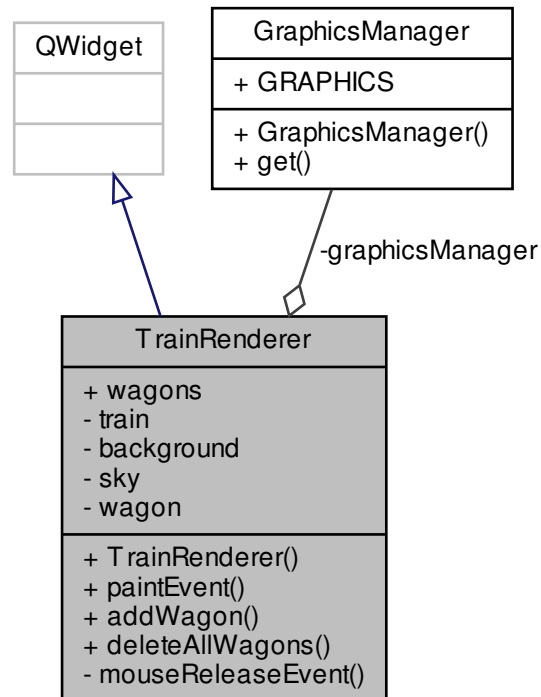 QWidget
GraphicsManager
+ GRAPHICS
+ GraphicsManager()
+ get()
-graphicsManager
TrainRenderer
+ wagons
- train
- background
- sky
- wagon
+ TrainRenderer()
+ paintEvent()
+ addWagon()
+ deleteAllWagons()
- mouseReleaseEvent()